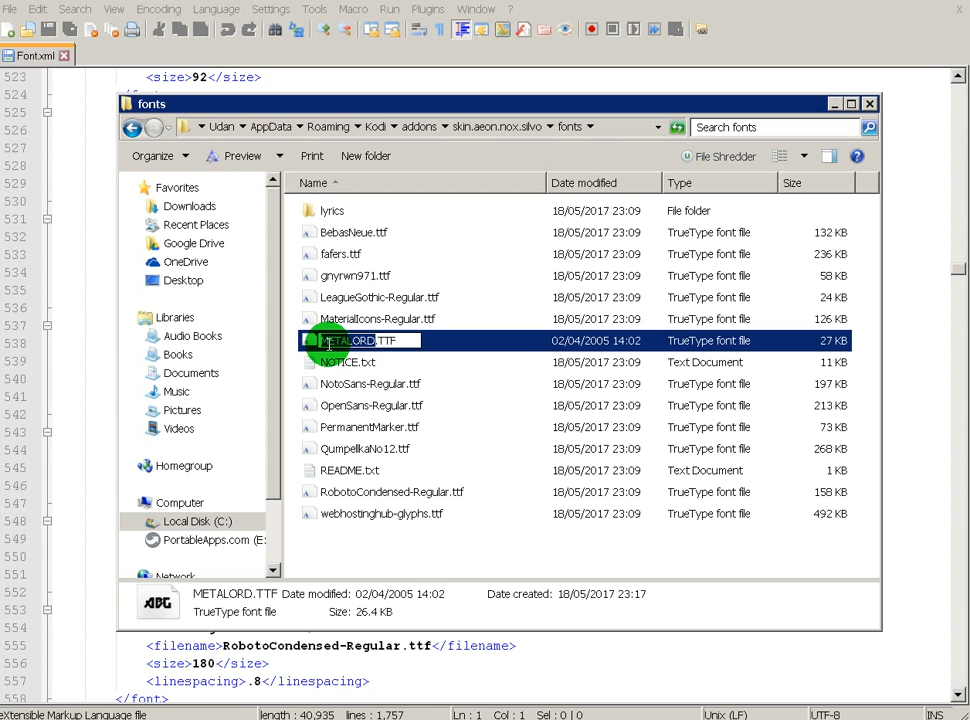 File Edit Search View Encoding Language Settings Tools Macro Run Plugins Window ? X
Font.xml
523 <size>92</size>
524
525
526
527
528
529
530
531
532
533
534
535
536
537
538
539
540
541
542
543
544
545
546
547
548
549
550
551
552
553
554
555 <filename>RobotoCondensed-Regular.ttf</filename>
556 <size>180</size>
557 <linespacing>.8</linespacing>
558 </font>
fonts
Udan AppData Roaming Kodi addons skin.aeon.nox.silvo fonts Search fonts
Organize Preview Print New folder File Shredder
Favorites
Downloads
Recent Places
Google Drive
OneDrive
Desktop
Libraries
Audio Books
Books
Documents
Music
Pictures
Videos
Homegroup
Computer
Local Disk (C:)
PortableApps.com (E:
Network
Name Date modified Type Size
lyrics 18/05/2017 23:09 File folder
BebasNeue.ttf 18/05/2017 23:09 TrueType font file 132 KB
fafers.ttf 18/05/2017 23:09 TrueType font file 236 KB
gnyrwn971.ttf 18/05/2017 23:09 TrueType font file 58 KB
LeagueGothic-Regular.ttf 18/05/2017 23:09 TrueType font file 24 KB
MaterialIcons-Regular.ttf 18/05/2017 23:09 TrueType font file 126 KB
METALORD.TTF 02/04/2005 14:02 TrueType font file 27 KB
NOTICE.txt 18/05/2017 23:09 Text Document 11 KB
NotoSans-Regular.ttf 18/05/2017 23:09 TrueType font file 197 KB
OpenSans-Regular.ttf 18/05/2017 23:09 TrueType font file 213 KB
PermanentMarker.ttf 18/05/2017 23:09 TrueType font file 73 KB
QumpellkaNo12.ttf 18/05/2017 23:09 TrueType font file 268 KB
README.txt 18/05/2017 23:09 Text Document 1 KB
RobotoCondensed-Regular.ttf 18/05/2017 23:09 TrueType font file 158 KB
webhostinghub-glyphs.ttf 18/05/2017 23:09 TrueType font file 492 KB
ABG
METALORD.TTF Date modified: 02/04/2005 14:02 Date created: 18/05/2017 23:17
TrueType font file Size: 26.4 KB
eXtensible Markup Language file length : 40,935 lines : 1,757 Ln : 1 Col : 1 Sel : 0 | 0 Unix (LF) UTF-8 INS